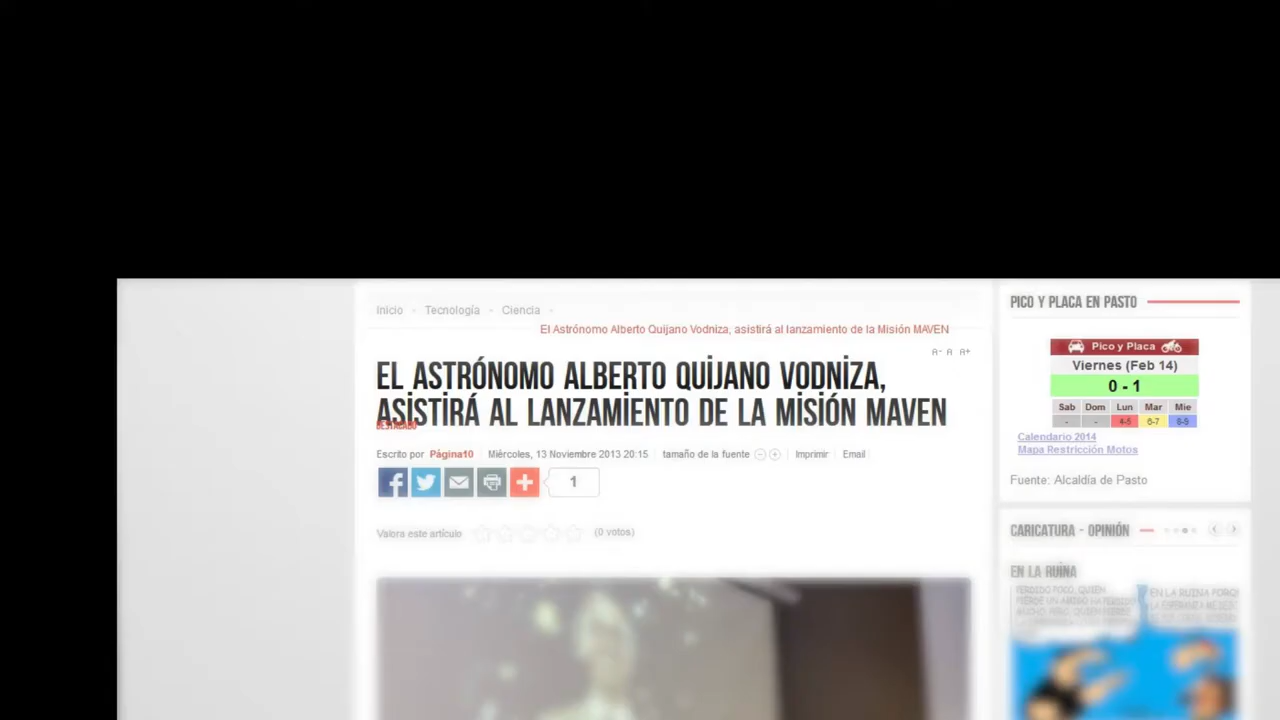 Inicio - Tecnología - Ciencia -
El Astrónomo Alberto Quijano Vodniza, asistirá al lanzamiento de la Misión MAVEN
A- A A+
EL ASTRÓNOMO ALBERTO QUIJANO VODNIZA,
ASISTIRÁ AL LANZAMIENTO DE LA MISIÓN MAVEN
DESTACADO
Escrito por Página10 Miércoles, 13 Noviembre 2013 20:15 tamaño de la fuente Imprimir Email
1
Valora este artículo (0 votos)
PICO Y PLACA EN PASTO
Pico y Placa
Viernes (Feb 14)
0 - 1
Sab Dom Lun Mar Mie
- - 4-5 6-7 8-9
Calendario 2014
Mapa Restricción Motos
Fuente: Alcaldía de Pasto
CARICATURA - OPINIÓN
EN LA RUINA